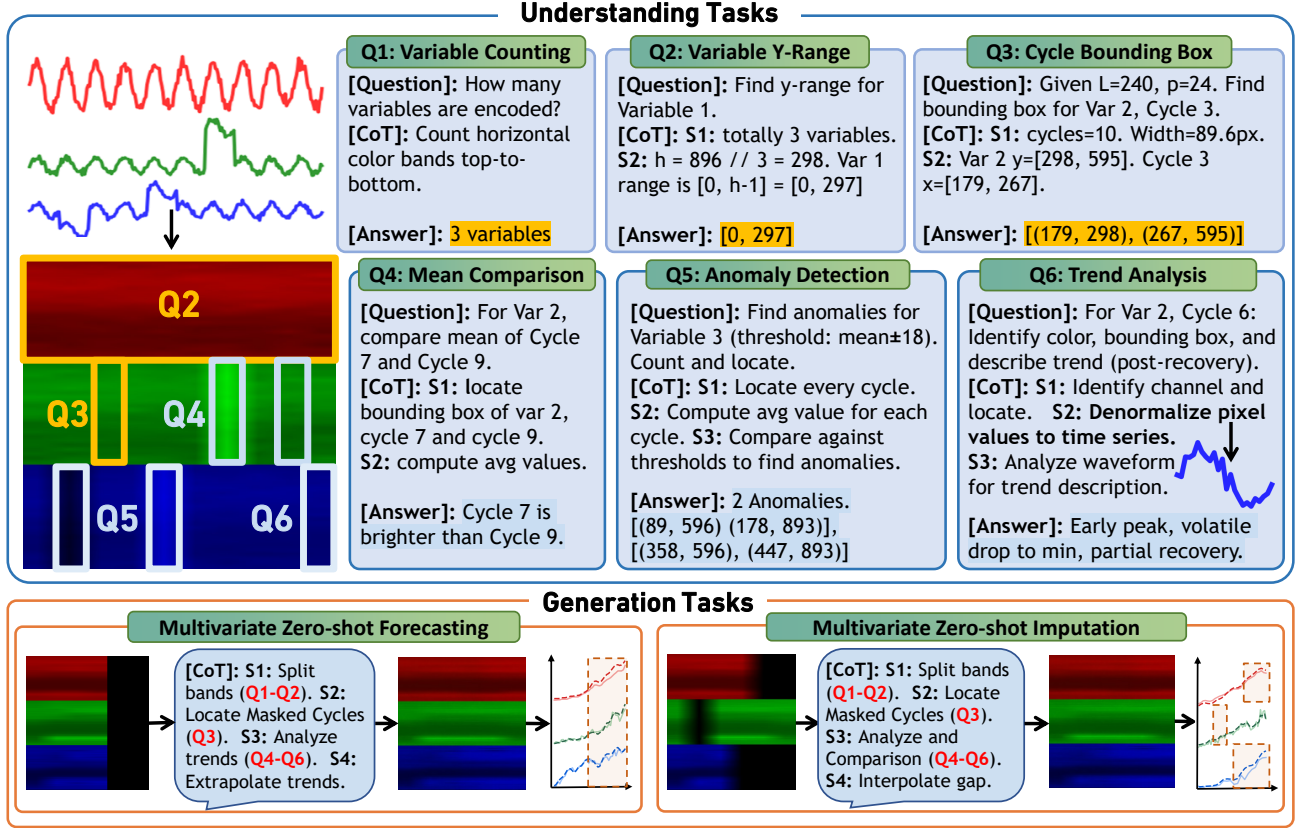 Understanding Tasks
Q1: Variable Counting
[Question]: How many
variables are encoded?
[CoT]: Count horizontal
color bands top-to-
bottom.
[Answer]: 3 variables
Q2: Variable Y-Range
[Question]: Find y-range for
Variable 1.
[CoT]: S1: totally 3 variables.
S2: h = 896 // 3 = 298. Var 1
range is [0, h-1] = [0, 297]
[Answer]: [0, 297]
Q3: Cycle Bounding Box
[Question]: Given L=240, p=24. Find
bounding box for Var 2, Cycle 3.
[CoT]: S1: cycles=10. Width=89.6px.
S2: Var 2 y=[298, 595]. Cycle 3
x=[179, 267].
[Answer]: [(179, 298), (267, 595)]
Q2
Q3
Q4
Q5
Q6
Q4: Mean Comparison
[Question]: For Var 2,
compare mean of Cycle
7 and Cycle 9.
[CoT]: S1: locate
bounding box of var 2,
cycle 7 and cycle 9.
S2: compute avg values.
[Answer]: Cycle 7 is
brighter than Cycle 9.
Q5: Anomaly Detection
[Question]: Find anomalies for
Variable 3 (threshold: mean±18).
Count and locate.
[CoT]: S1: Locate every cycle.
S2: Compute avg value for each
cycle. S3: Compare against
thresholds to find anomalies.
[Answer]: 2 Anomalies.
[(89, 596) (178, 893)],
[(358, 596), (447, 893)]
Q6: Trend Analysis
[Question]: For Var 2, Cycle 6:
Identify color, bounding box, and
describe trend (post-recovery).
[CoT]: S1: Identify channel and
locate. S2: Denormalize pixel
values to time series.
S3: Analyze waveform
for trend description.
[Answer]: Early peak, volatile
drop to min, partial recovery.
Generation Tasks
Multivariate Zero-shot Forecasting
[CoT]: S1: Split
bands (Q1-Q2). S2:
Locate Masked Cycles
(Q3). S3: Analyze
trends (Q4-Q6). S4:
Extrapolate trends.
Multivariate Zero-shot Imputation
[CoT]: S1: Split bands
(Q1-Q2). S2: Locate
Masked Cycles (Q3).
S3: Analyze and
Comparison (Q4-Q6).
S4: Interpolate gap.